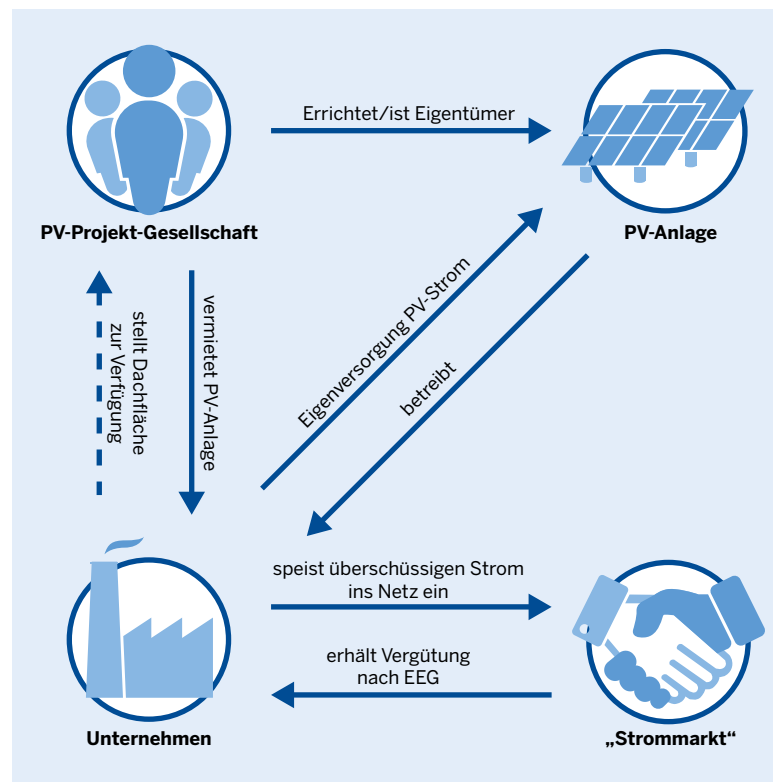 Errichtet/ist Eigentümer
PV-Projekt-Gesellschaft
PV-Anlage
stellt Dachfläche
zur Verfügung
vermietet PV-Anlage
Eigenversorgung PV-Strom
betreibt
speist überschüssigen Strom
ins Netz ein
erhält Vergütung
nach EEG
Unternehmen
„Strommarkt“